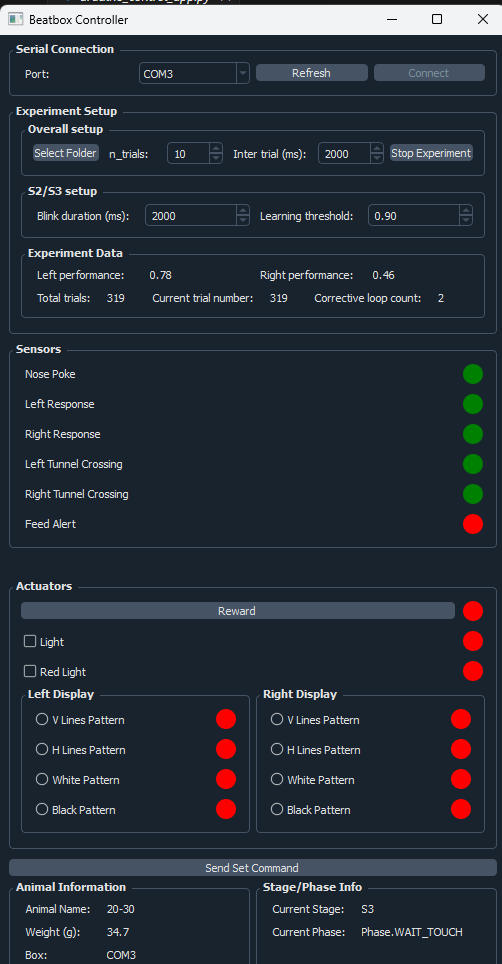 Beatbox Controller
Serial Connection
Port: COM3 Refresh Connect
Experiment Setup
Overall setup
Select Folder n_trials: 10 Inter trial (ms): 2000 Stop Experiment
S2/S3 setup
Blink duration (ms): 2000 Learning threshold: 0.90
Experiment Data
Left performance: 0.78 Right performance: 0.46
Total trials: 319 Current trial number: 319 Corrective loop count: 2
Sensors
Nose Poke
Left Response
Right Response
Left Tunnel Crossing
Right Tunnel Crossing
Feed Alert
Actuators
Reward
Light
Red Light
Left Display Right Display
V Lines Pattern V Lines Pattern
H Lines Pattern H Lines Pattern
White Pattern White Pattern
Black Pattern Black Pattern
Send Set Command
Animal Information Stage/Phase Info
Animal Name: 20-30 Current Stage: S3
Weight (g): 34.7 Current Phase: Phase.WAIT_TOUCH
Box: COM3